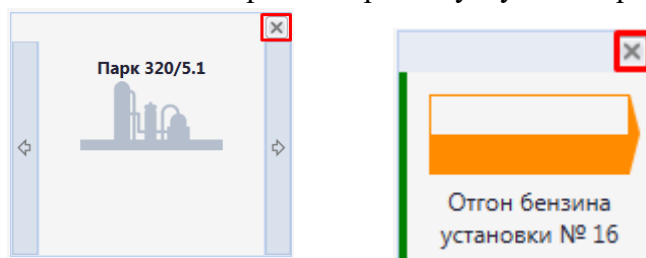 Парк 320/5.1
Отгон бензина
установки № 16